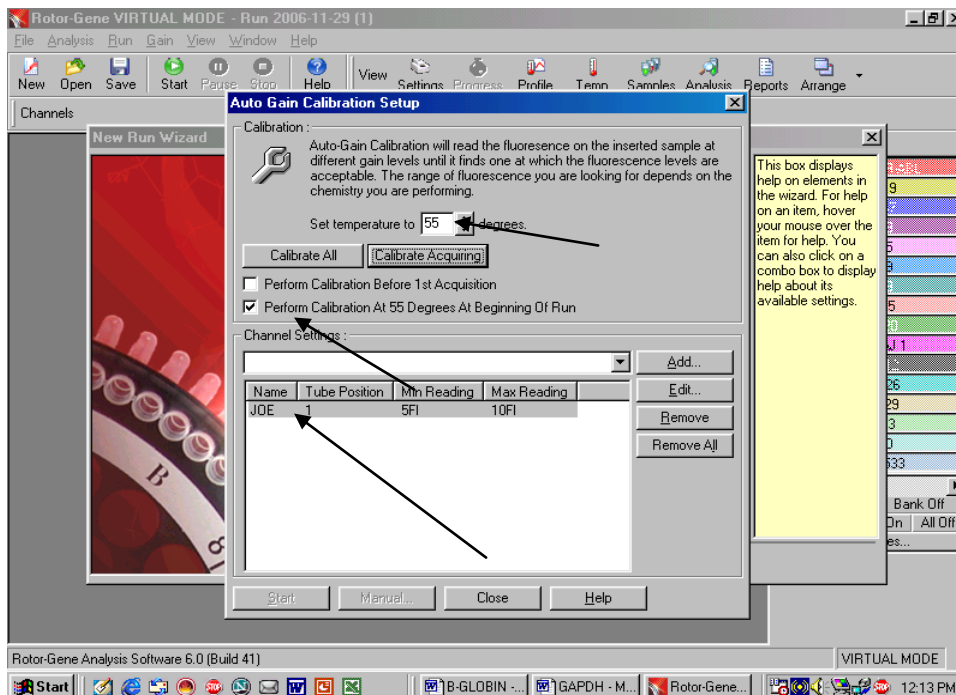 Rotor-Gene VIRTUAL MODE - Run 2006-11-29 (1)
File Analysis Run Gain View Window Help
New Open Save Start Pause Stop Help View Settings Progress Profile Temp Samples Analysis Reports Arrange
Channels
Auto Gain Calibration Setup
New Run Wizard
Calibration :
Auto-Gain Calibration will read the fluoresence on the inserted sample at
different gain levels until it finds one at which the fluorescence levels are
acceptable. The range of fluorescence you are looking for depends on the
chemistry you are performing.
Set temperature to 55 degrees.
Calibrate All Calibrate Acquiring
Perform Calibration Before 1st Acquisition
Perform Calibration At 55 Degrees At Beginning Of Run
Channel Settings :
Add...
Name Tube Position Min Reading Max Reading
Edit...
JOE 1 5Fl 10Fl
Remove
Remove All
Start Manual... Close Help
This box displays
help on elements in
the wizard. For help
on an item, hover
your mouse over the
item for help. You
can also click on a
combo box to display
help about its
available settings.
B
Bank Off
On All Off
Rotor-Gene Analysis Software 6.0 (Build 41) VIRTUAL MODE
Start B-GLOBIN -... GAPDH - M... Rotor-Gene... 12:13 PM